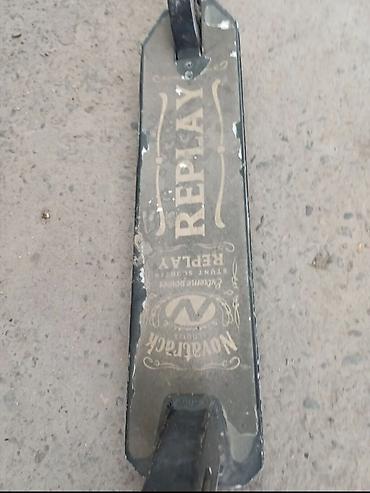 REPLAY
REPLAY
STUNT SCOOTER
Extreme power
Novatrack